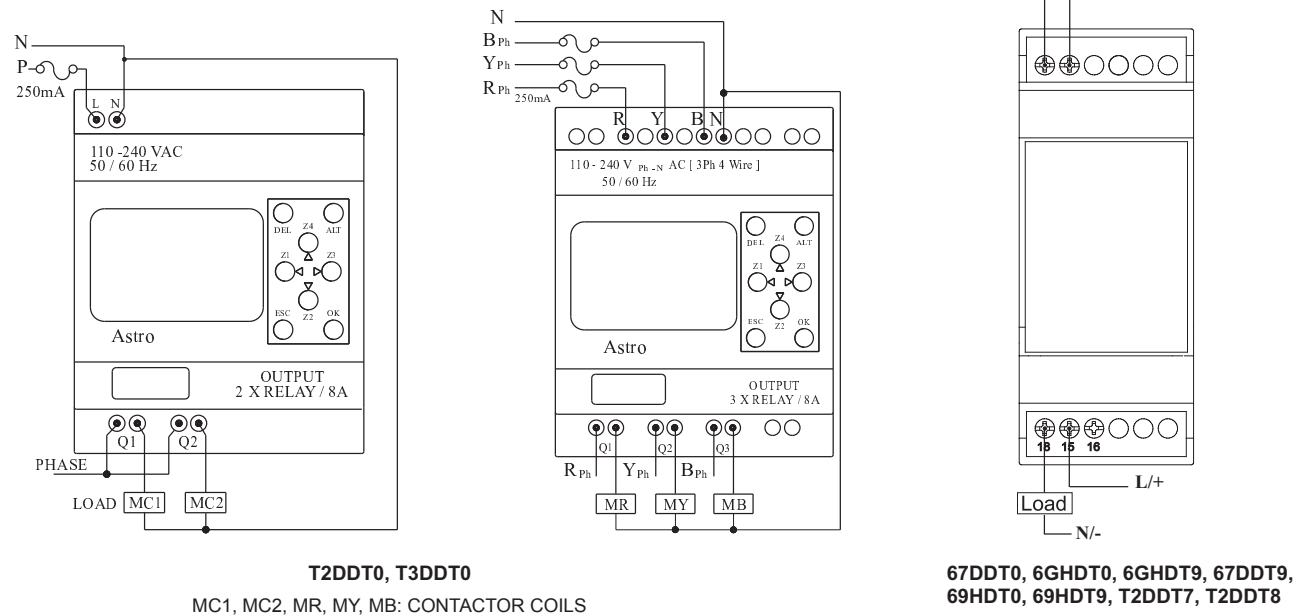 N
P
250mA
L N
110 -240 VAC
50 / 60 Hz
DEL
Z4
ALT
Z1
Z3
ESC
Z2
OK
Astro
OUTPUT
2 X RELAY / 8A
Q1
Q2
PHASE
LOAD
MC1
MC2
N
B Ph
Y Ph
R Ph
250mA
R Y B N
110 - 240 V Ph - N AC [ 3Ph 4 Wire ]
50 / 60 Hz
DEL
Z4
ALT
Z1
Z3
ESC
Z2
OK
Astro
OUTPUT
3 X RELAY / 8A
Q1
Q2
Q3
R Ph
Y Ph
B Ph
MR
MY
MB
T2DDT0, T3DDT0
MC1, MC2, MR, MY, MB: CONTACTOR COILS
18 15 16
L/+
Load
N/-
67DDT0, 6GHDT0, 6GHDT9, 67DDT9,
69HDT0, 69HDT9, T2DDT7, T2DDT8